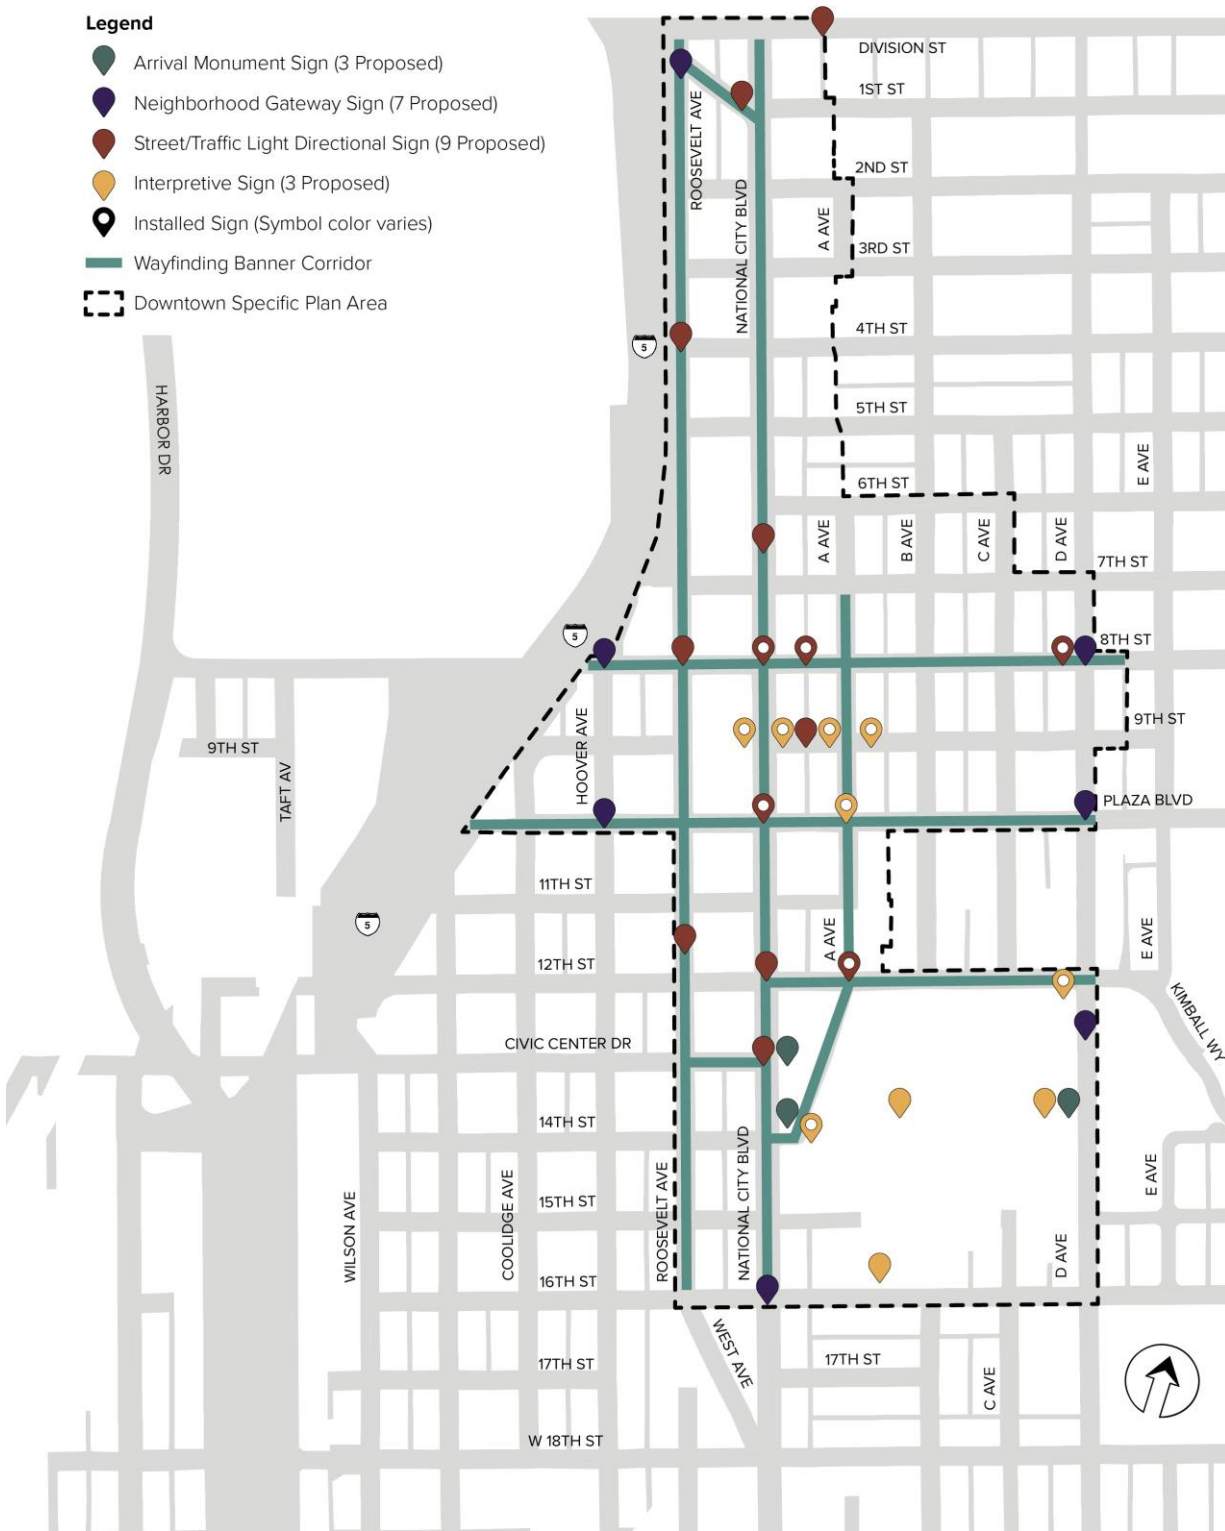 Legend
Arrival Monument Sign (3 Proposed)
Neighborhood Gateway Sign (7 Proposed)
Street/Traffic Light Directional Sign (9 Proposed)
Interpretive Sign (3 Proposed)
Installed Sign (Symbol color varies)
Wayfinding Banner Corridor
Downtown Specific Plan Area
DIVISION ST
1ST ST
ROOSEVELT AVE
2ND ST
NATIONAL CITY BLVD
A AVE
3RD ST
4TH ST
5
HARBOR DR
5TH ST
E AVE
6TH ST
A AVE
B AVE
C AVE
D AVE
7TH ST
5
8TH ST
9TH ST
9TH ST
HOOVER AVE
TAFT AV
PLAZA BLVD
11TH ST
5
A AVE
E AVE
12TH ST
KIMBALL WY
CIVIC CENTER DR
14TH ST
NATIONAL CITY BLVD
E AVE
15TH ST
WILSON AVE
COOLIDGE AVE
ROOSEVELT AVE
D AVE
16TH ST
WEST AVE
17TH ST
17TH ST
C AVE
W 18TH ST